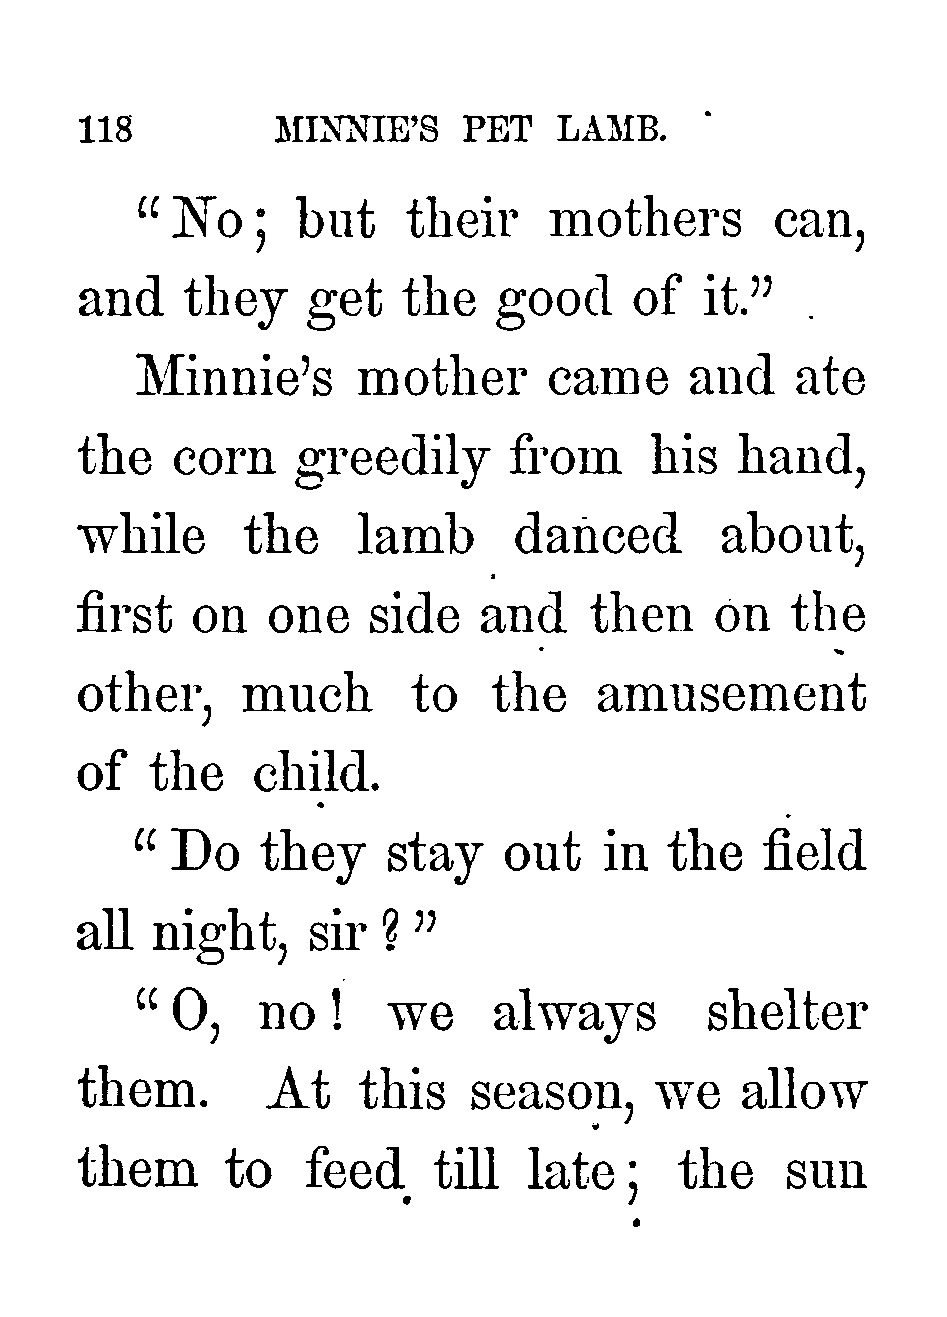 118 MINNIE'S PET LAMB.
“No; but their mothers can,
and they get the good of it.”
Minnie's mother came and ate
the corn greedily from his hand,
while the lamb danced about,
first on one side and then on the
other, much to the amusement
of the child.
“Do they stay out in the field
all night, sir?”
“O, no! we always shelter
them. At this season, we allow
them to feed till late; the sun